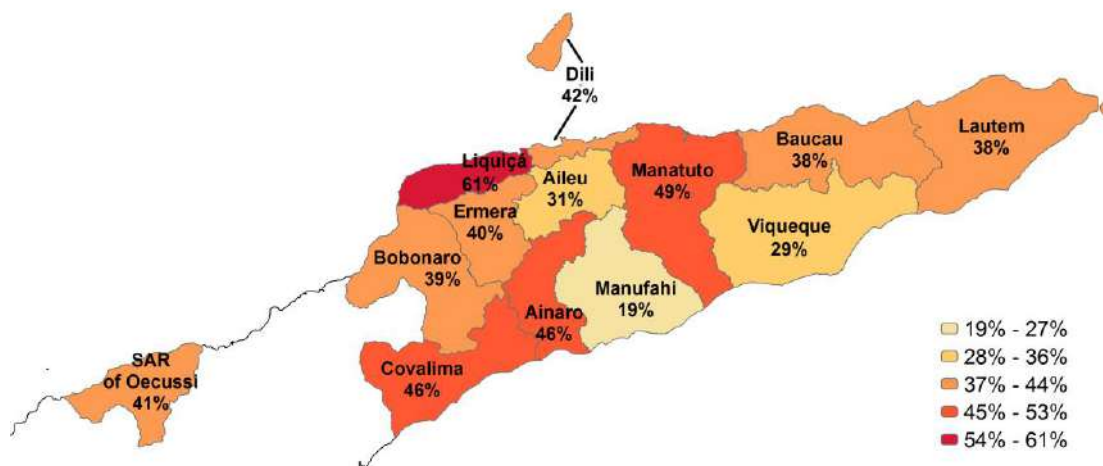 Dili
42%
Lautem
38%
Baucau
38%
Liquiçá
61%
Manatuto
49%
Aileu
31%
Ermera
40%
Viqueque
29%
Bobonaro
39%
Manufahi
19%
Ainaro
46%
Covalima
46%
SAR
of Oecussi
41%
19% - 27%
28% - 36%
37% - 44%
45% - 53%
54% - 61%